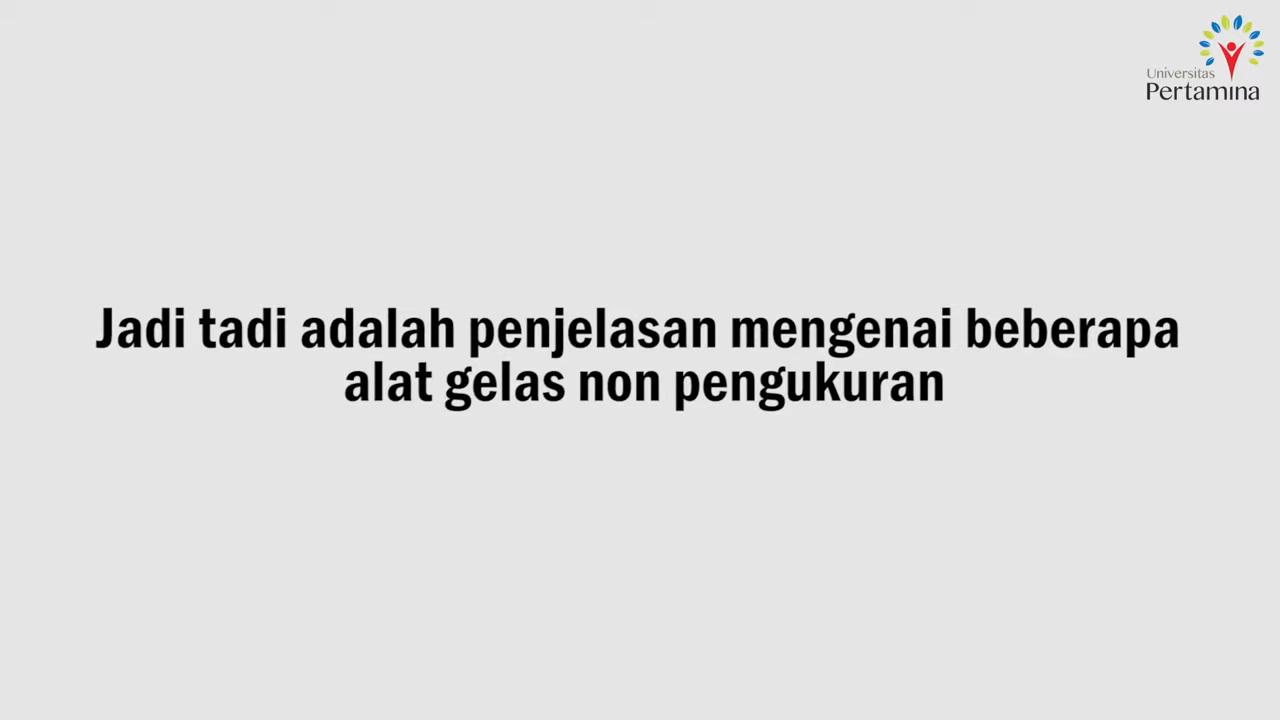 Universitas
Pertamina
Jadi tadi adalah penjelasan mengenai beberapa
alat gelas non pengukuran